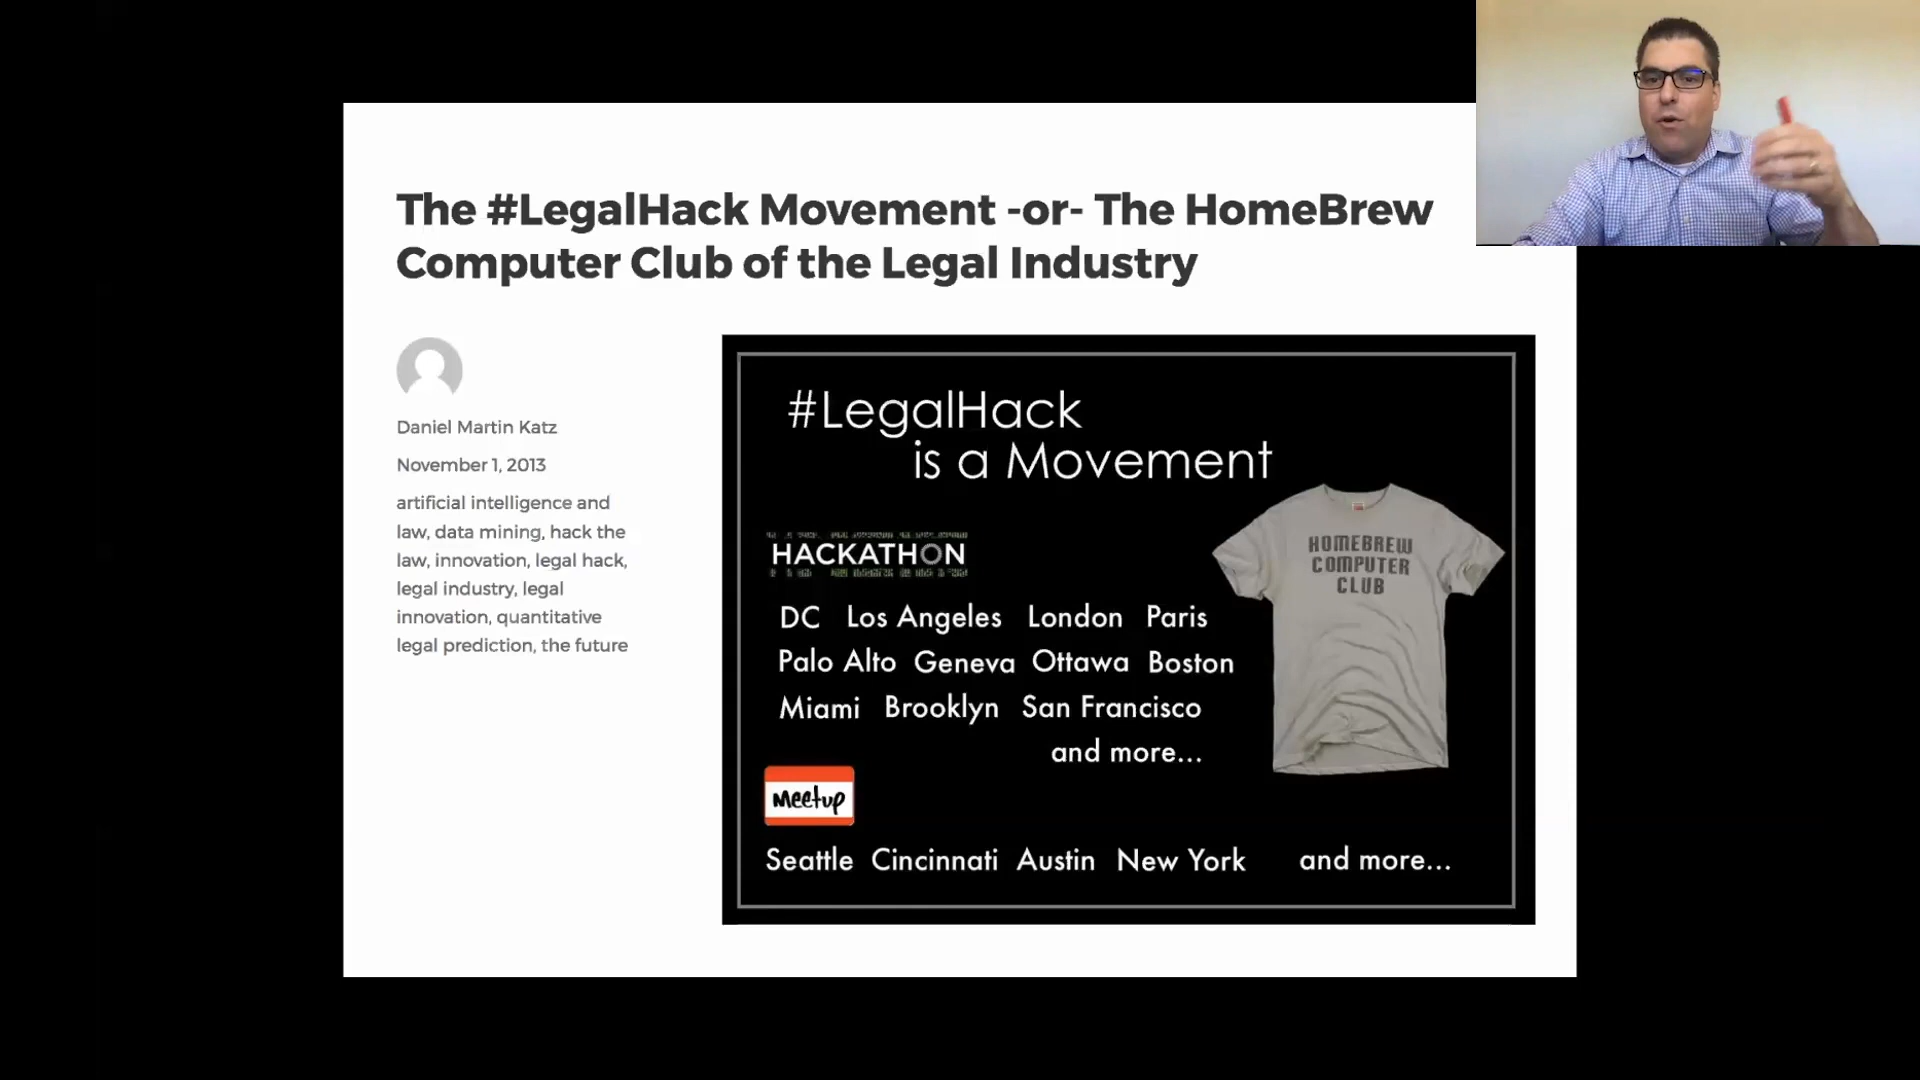 The #LegalHack Movement -or- The HomeBrew
Computer Club of the Legal Industry
Daniel Martin Katz
November 1, 2013
artificial intelligence and
law, data mining, hack the
law, innovation, legal hack,
legal industry, legal
innovation, quantitative
legal prediction, the future
#LegalHack
is a Movement
HACKATHON
HOMEBREW
COMPUTER
CLUB
DC Los Angeles London Paris
Palo Alto Geneva Ottawa Boston
Miami Brooklyn San Francisco
and more...
Meetup
Seattle Cincinnati Austin New York and more...